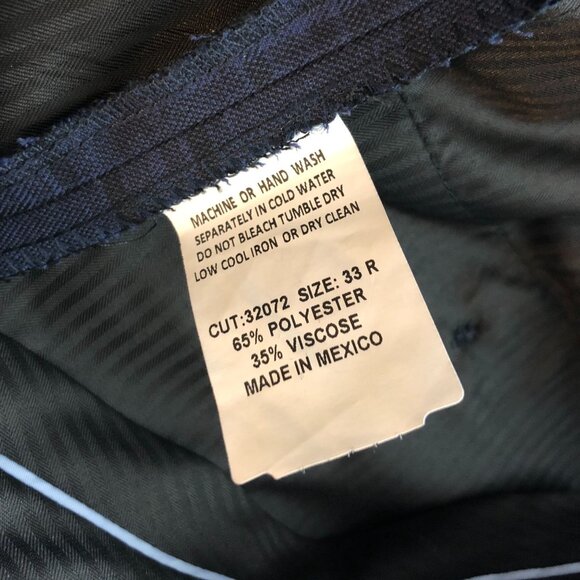 MACHINE OR HAND WASH
SEPARATELY IN COLD WATER
DO NOT BLEACH TUMBLE DRY
LOW COOL IRON OR DRY CLEAN
CUT:32072 SIZE: 33 R
65% POLYESTER
35% VISCOSE
MADE IN MEXICO